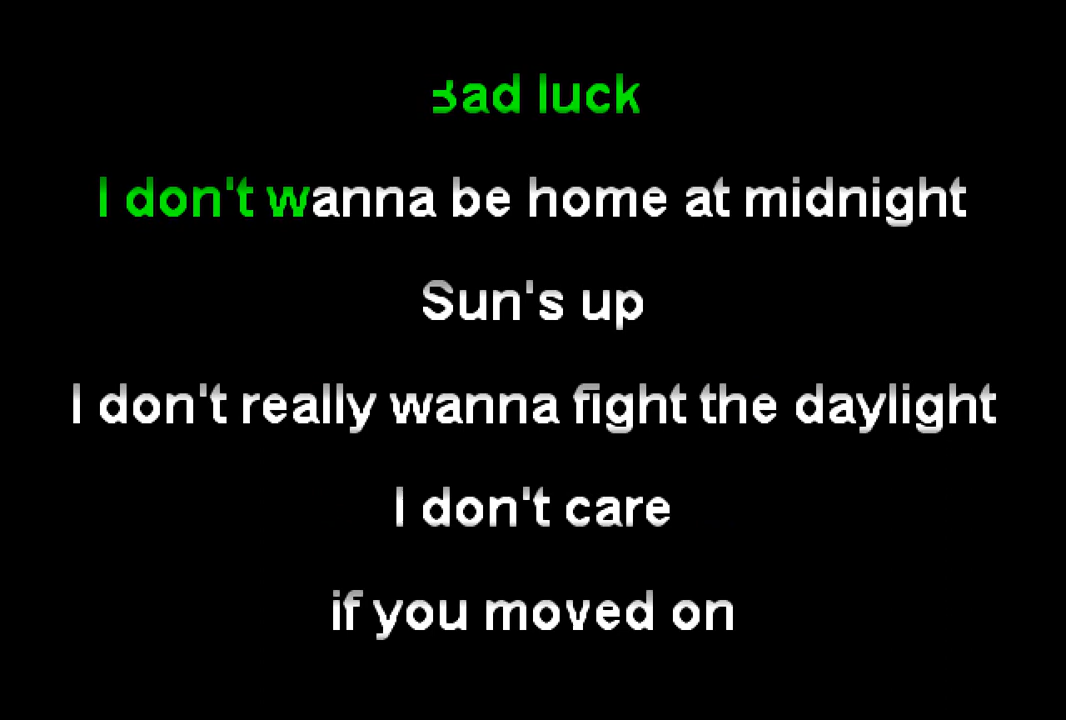 Bad luck
I don't wanna be home at midnight
Sun's up
I don't really wanna fight the daylight
I don't care
if you moved on